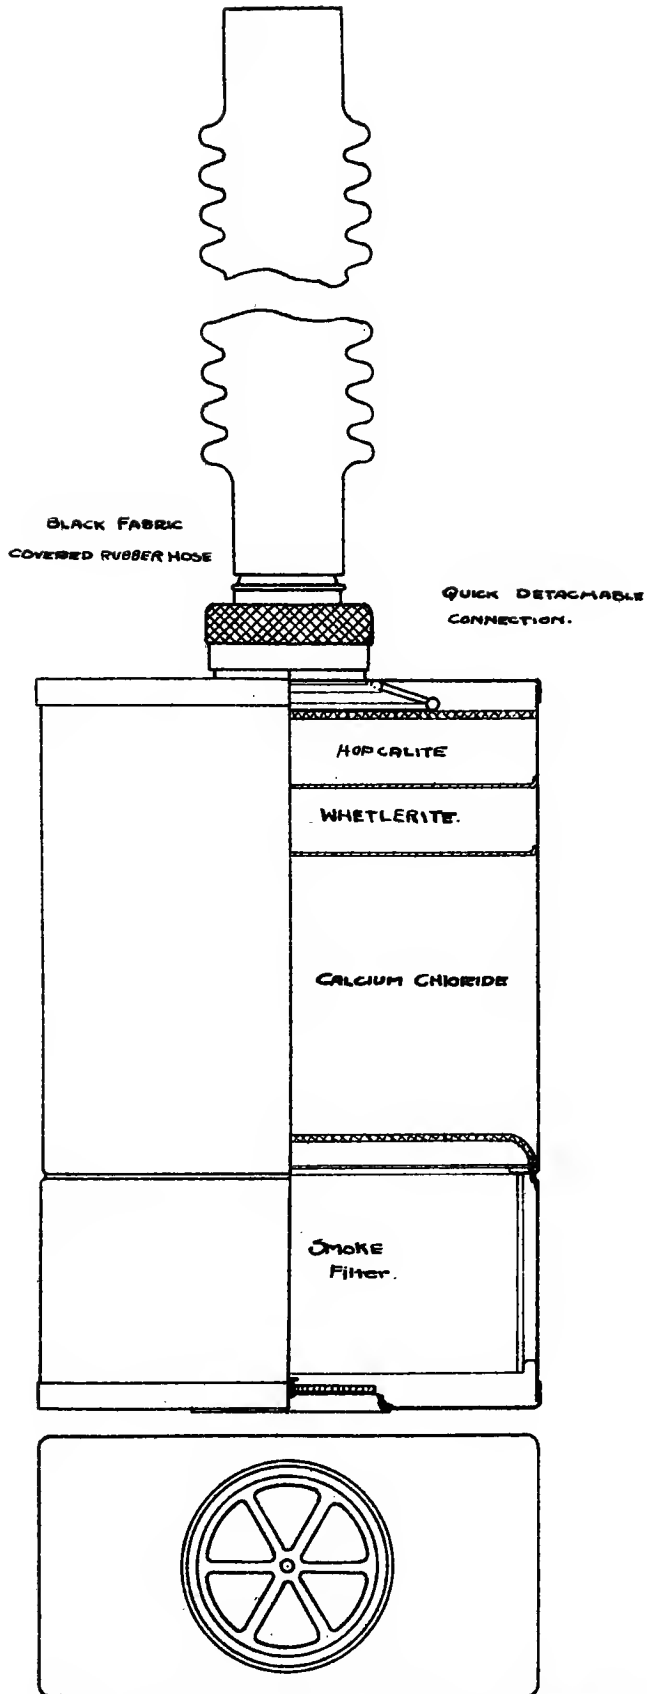 BLACK FABRIC
COVERED RUBBER HOSE
QUICK DETACHABLE
CONNECTION.
HOPCALITE
WHETLERITE.
CALCIUM CHLORIDE
SMOKE
Filter.